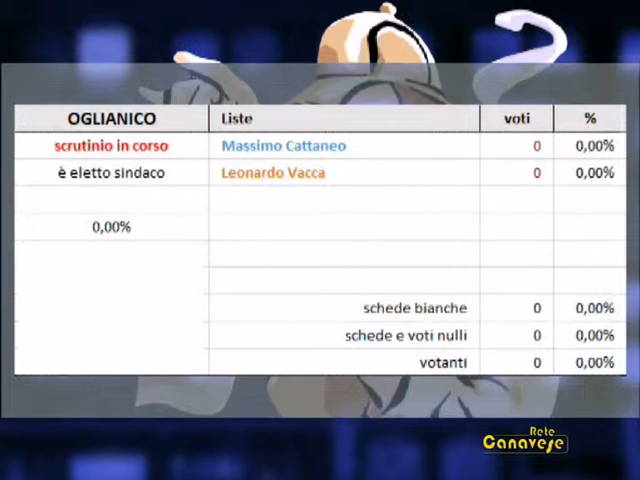 OGLIANICO Liste voti %
scrutinio in corso Massimo Cattaneo 0 0,00%
è eletto sindaco Leonardo Vacca 0 0,00%
0,00%
schede bianche 0 0,00%
schede e voti nulli 0 0,00%
votanti 0 0,00%
Rete
Canavese